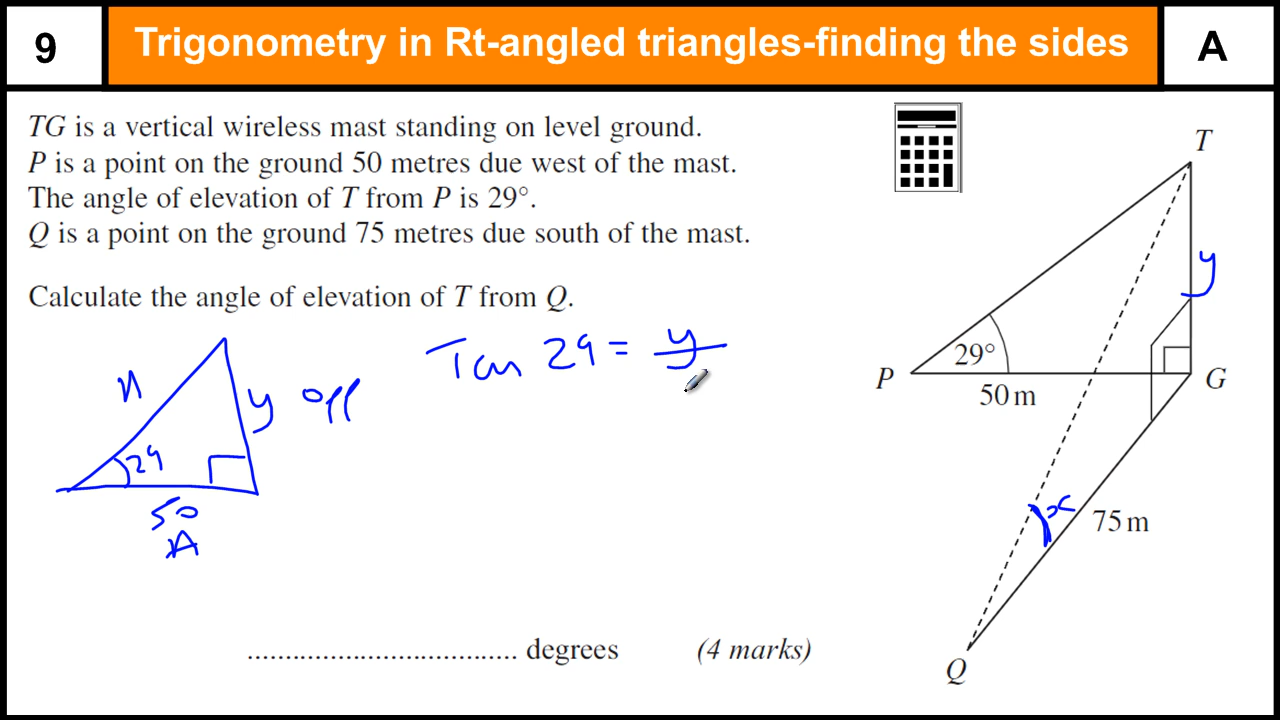 9
Trigonometry in Rt-angled triangles-finding the sides
A
TG is a vertical wireless mast standing on level ground.
P is a point on the ground 50 metres due west of the mast.
The angle of elevation of T from P is 29°.
Q is a point on the ground 75 metres due south of the mast.
Calculate the angle of elevation of T from Q.
Tan 29 = y
H
y opp
29
50
A
T
y
29°
P
G
50 m
x
75 m
Q
................................... degrees
(4 marks)